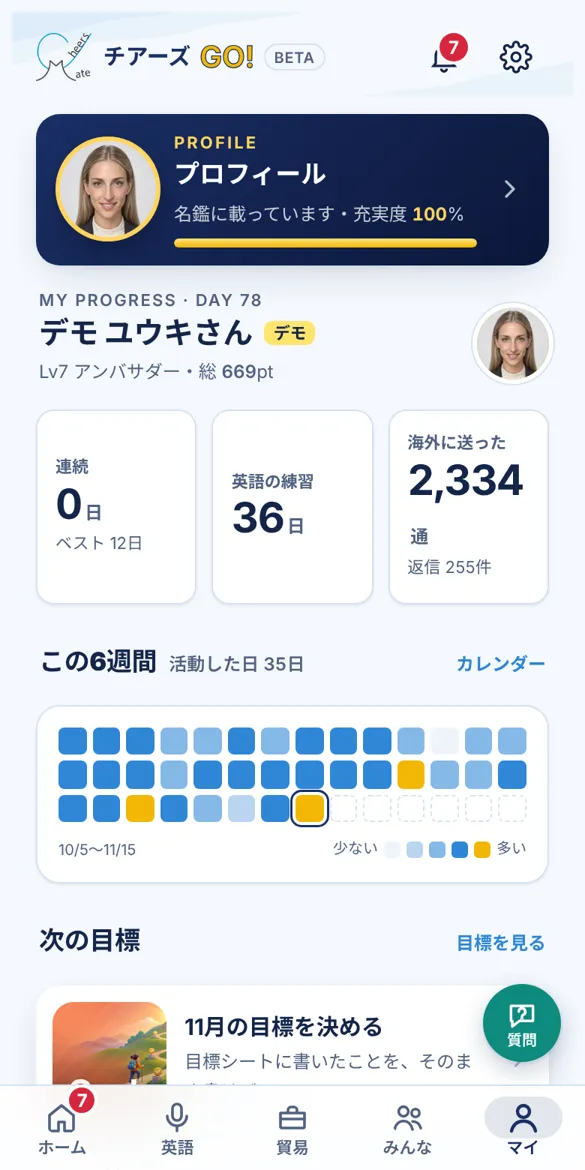 Cheers
Mate
チアーズ GO! BETA
7
PROFILE
プロフィール
名鑑に載っています・充実度 100%
MY PROGRESS · DAY 78
デモ ユウキさん デモ
Lv7 アンバサダー・総 669pt
連続
0日
ベスト 12日
英語の練習
36日
海外に送った
2,334
通
返信 255件
この6週間 活動した日 35日 カレンダー
10/5〜11/15 少ない 多い
次の目標 目標を見る
11月の目標を決める
目標シートに書いたことを、そのま
質問
7
ホーム 英語 貿易 みんな マイ